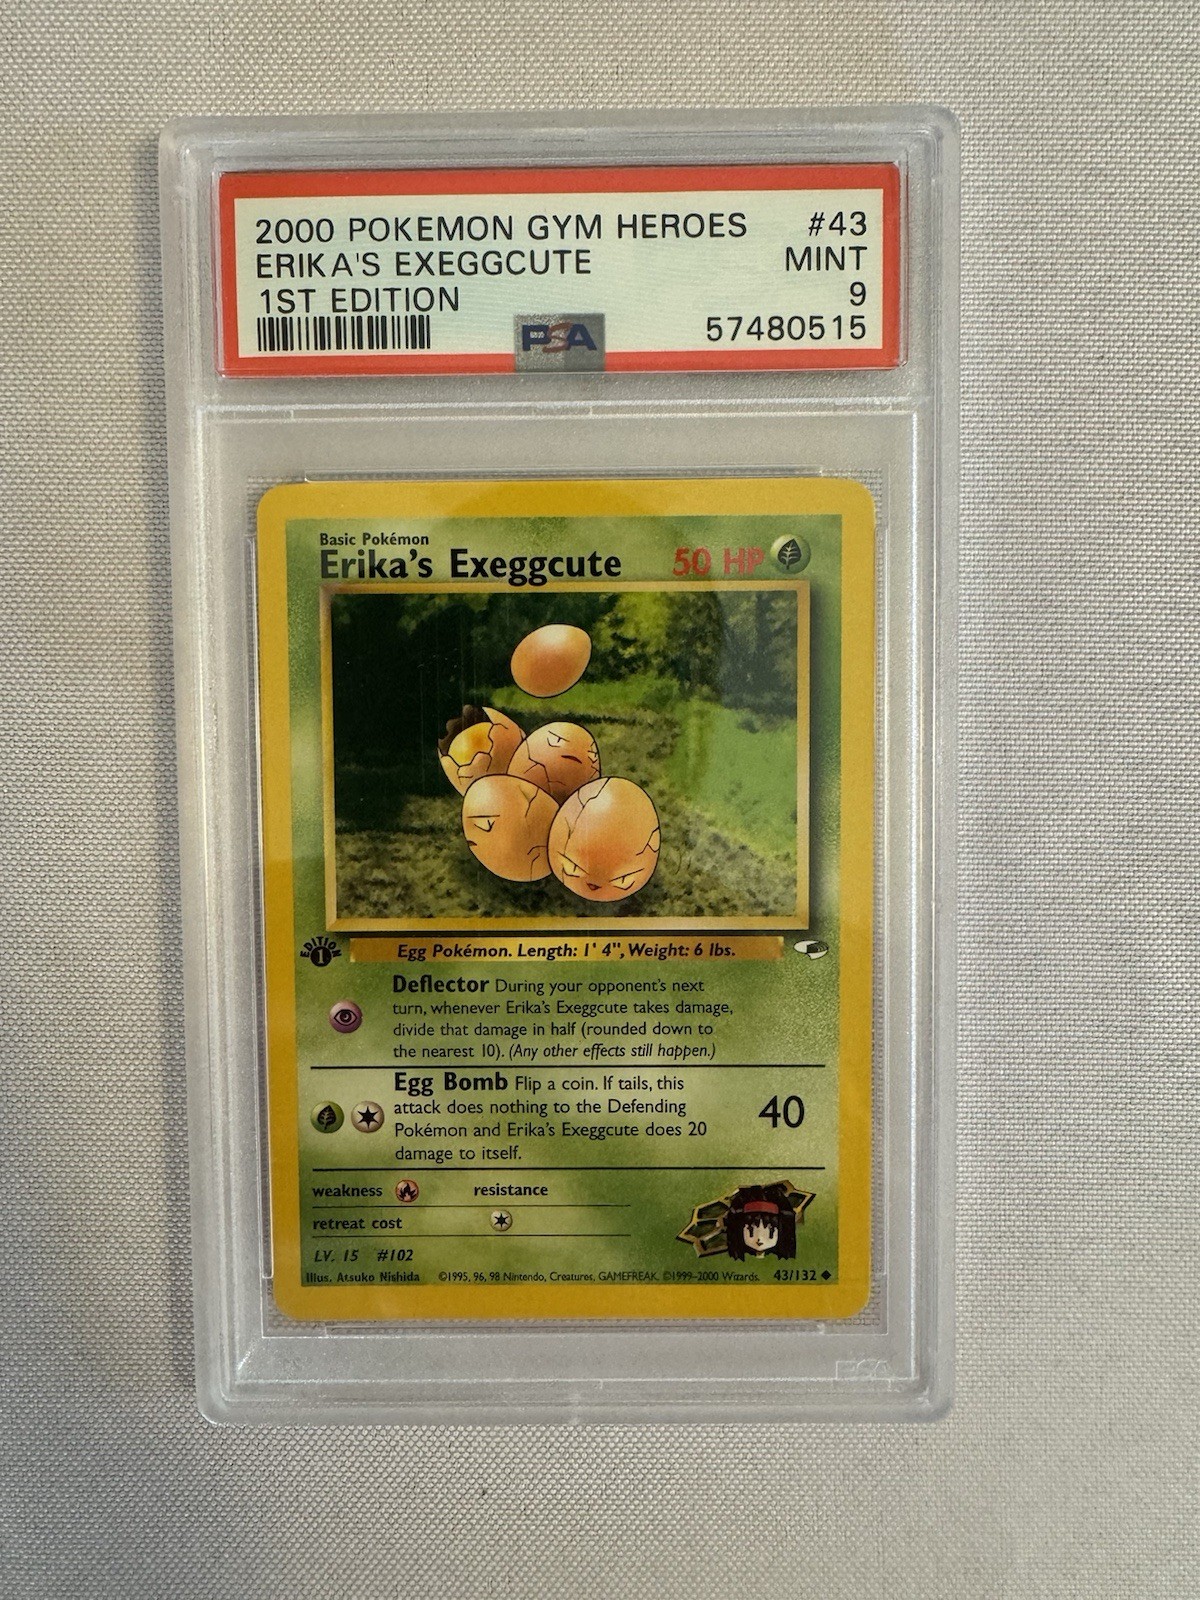 2000 POKEMON GYM HEROES #43
ERIKA'S EXEGGCUTE MINT
1ST EDITION 9
PSA 57480515
Basic Pokémon
Erika's Exeggcute 50 HP
EDITION 1
Egg Pokémon. Length: 1' 4", Weight: 6 lbs.
Deflector During your opponent's next
turn, whenever Erika's Exeggcute takes damage,
divide that damage in half (rounded down to
the nearest 10). (Any other effects still happen.)
Egg Bomb Flip a coin. If tails, this
attack does nothing to the Defending
Pokémon and Erika's Exeggcute does 20
damage to itself.
40
weakness resistance
retreat cost
LV. 15 #102
Illus. Atsuko Nishida ©1995, 96, 98 Nintendo, Creatures, GAMEFREAK. ©1999-2000 Wizards. 43/132
PSA